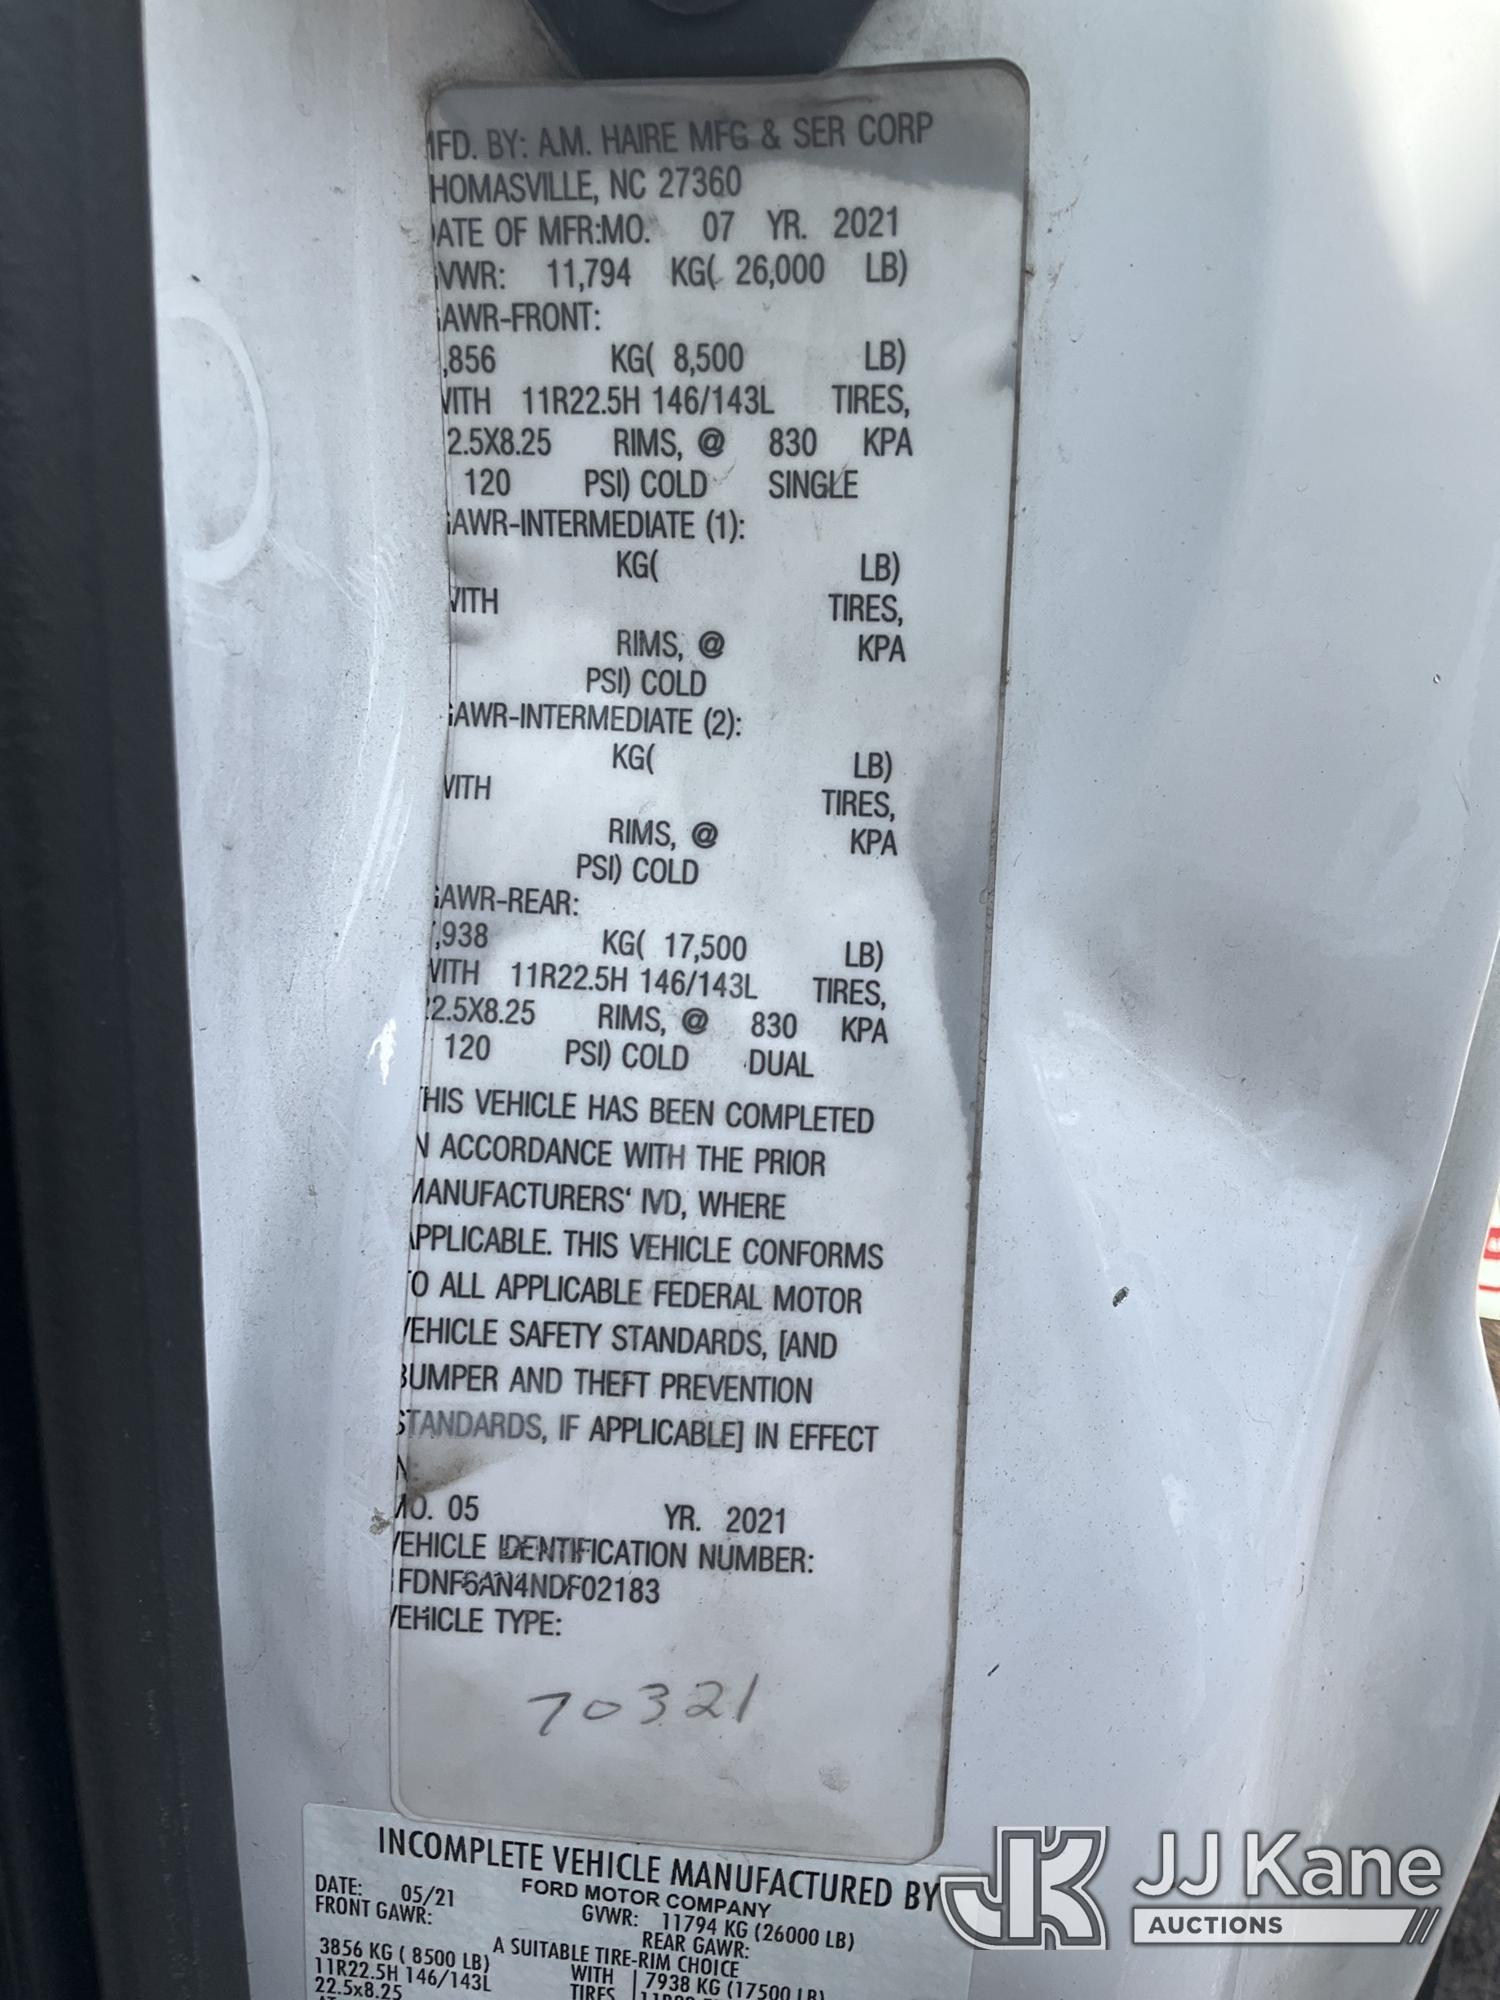 MFD. BY: A.M. HAIRE MFG & SER CORP
HOMASVILLE, NC 27360
ATE OF MFR:MO. 07 YR. 2021
VWR: 11,794 KG( 26,000 LB)
AWR-FRONT:
,856 KG( 8,500 LB)
WITH 11R22.5H 146/143L TIRES,
2.5X8.25 RIMS, @ 830 KPA
120 PSI) COLD SINGLE
GAWR-INTERMEDIATE (1):
KG( LB)
WITH TIRES,
RIMS, @ KPA
PSI) COLD
GAWR-INTERMEDIATE (2):
KG( LB)
WITH TIRES,
RIMS, @ KPA
PSI) COLD
GAWR-REAR:
7,938 KG( 17,500 LB)
WITH 11R22.5H 146/143L TIRES,
22.5X8.25 RIMS, @ 830 KPA
120 PSI) COLD DUAL
THIS VEHICLE HAS BEEN COMPLETED
IN ACCORDANCE WITH THE PRIOR
MANUFACTURERS' IVD, WHERE
APPLICABLE. THIS VEHICLE CONFORMS
TO ALL APPLICABLE FEDERAL MOTOR
VEHICLE SAFETY STANDARDS, [AND
BUMPER AND THEFT PREVENTION
STANDARDS, IF APPLICABLE] IN EFFECT
N
MO. 05 YR. 2021
VEHICLE IDENTIFICATION NUMBER:
FDNF6AN4NDF02183
VEHICLE TYPE:
70321
INCOMPLETE VEHICLE MANUFACTURED BY
FORD MOTOR COMPANY
DATE: 05/21 GVWR: 11794 KG (26000 LB)
FRONT GAWR: REAR GAWR:
A SUITABLE TIRE-RIM CHOICE
3856 KG ( 8500 LB) WITH 7938 KG (17500 LB)
11R22.5H 146/143L TIRES
22.5x8.25
JK JJ Kane
AUCTIONS